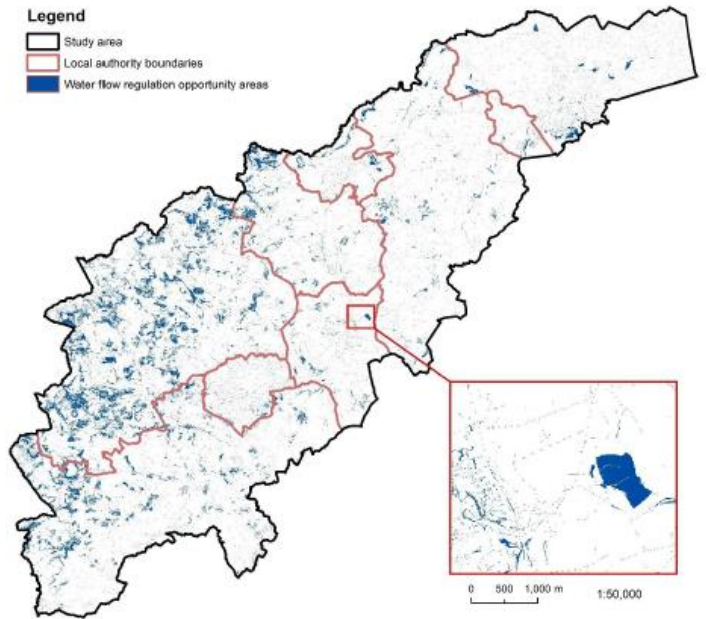 Legend
Study area
Local authority boundaries
Water flow regulation opportunity areas
0 500 1,000 m
1:50,000